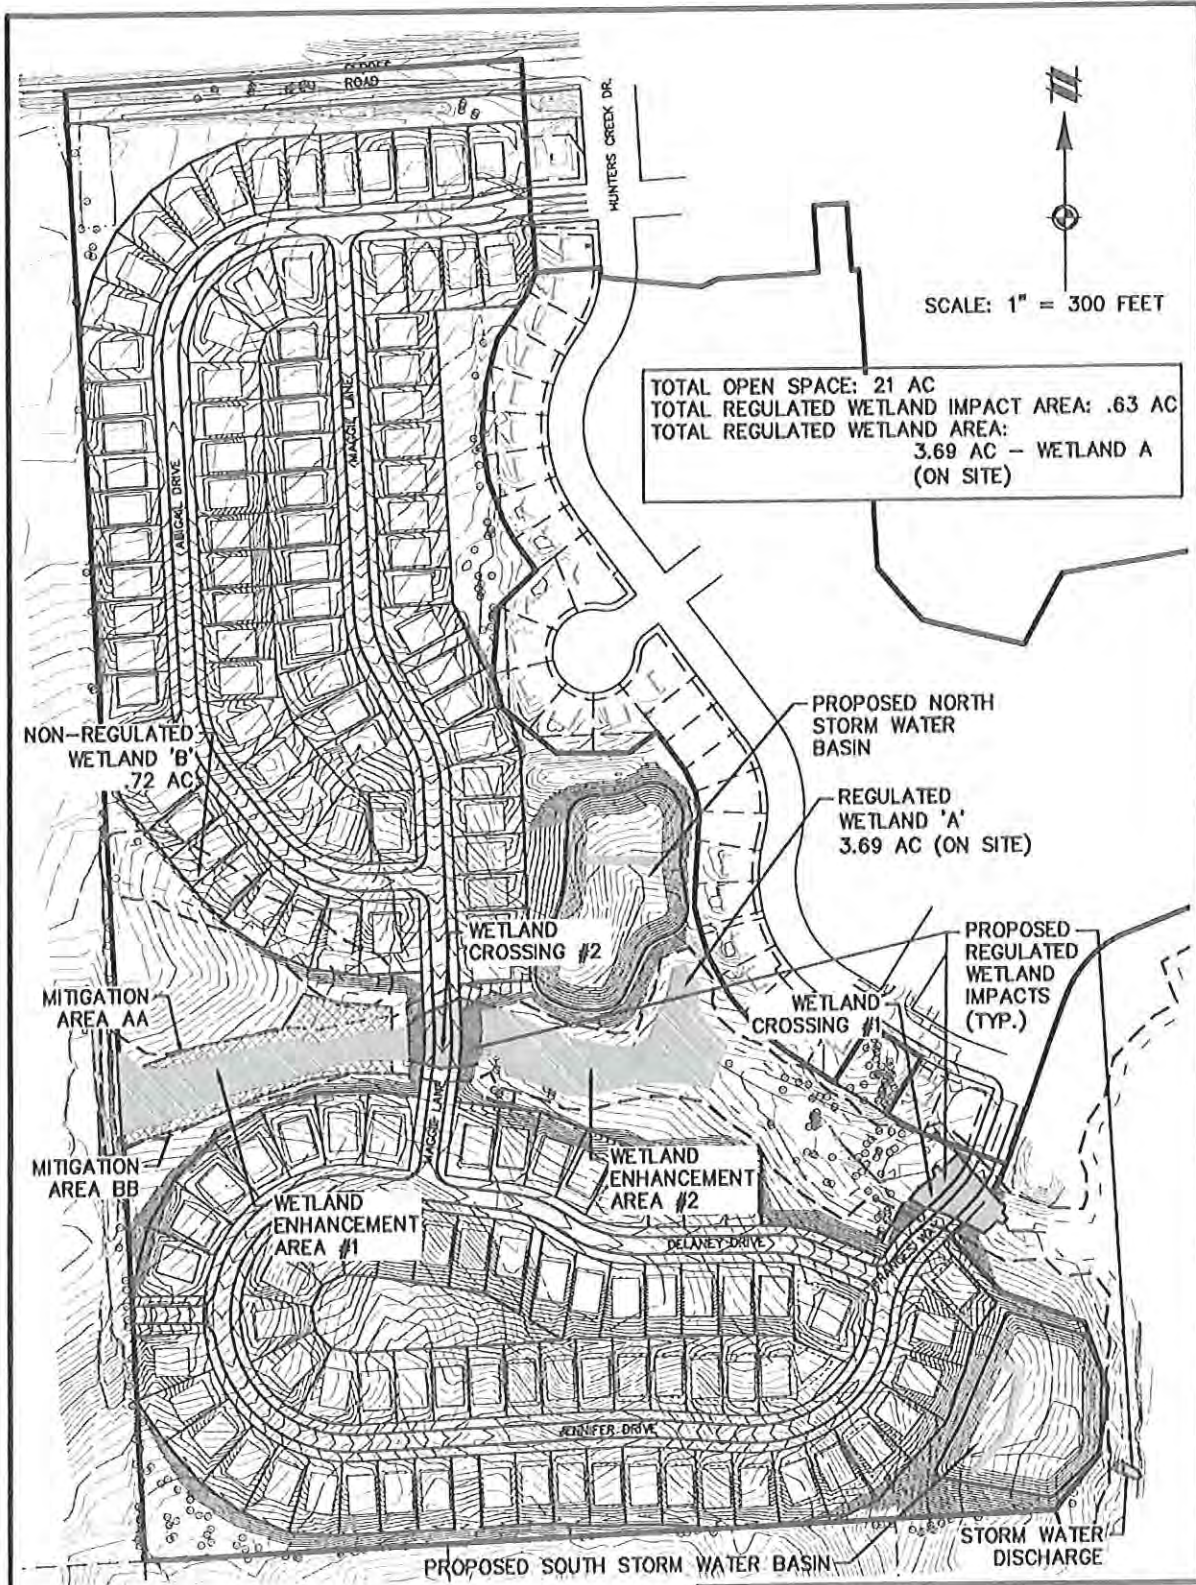 ROAD
HUNTERS CREEK DR.
SCALE: 1" = 300 FEET
TOTAL OPEN SPACE: 21 AC
TOTAL REGULATED WETLAND IMPACT AREA: .63 AC
TOTAL REGULATED WETLAND AREA:
3.69 AC – WETLAND A
(ON SITE)
MAGGIE LANE
ABIGAIL DRIVE
PROPOSED NORTH
STORM WATER
BASIN
NON-REGULATED
WETLAND 'B'
.72 AC
REGULATED
WETLAND 'A'
3.69 AC (ON SITE)
WETLAND
CROSSING #2
PROPOSED
REGULATED
WETLAND
IMPACTS
(TYP.)
MITIGATION
AREA AA
WETLAND
CROSSING #1
MAGGIE LANE
MITIGATION
AREA BB
WETLAND
ENHANCEMENT
AREA #1
WETLAND
ENHANCEMENT
AREA #2
DELANEY DRIVE
WAY
JENNIFER DRIVE
STORM WATER
DISCHARGE
PROPOSED SOUTH STORM WATER BASIN